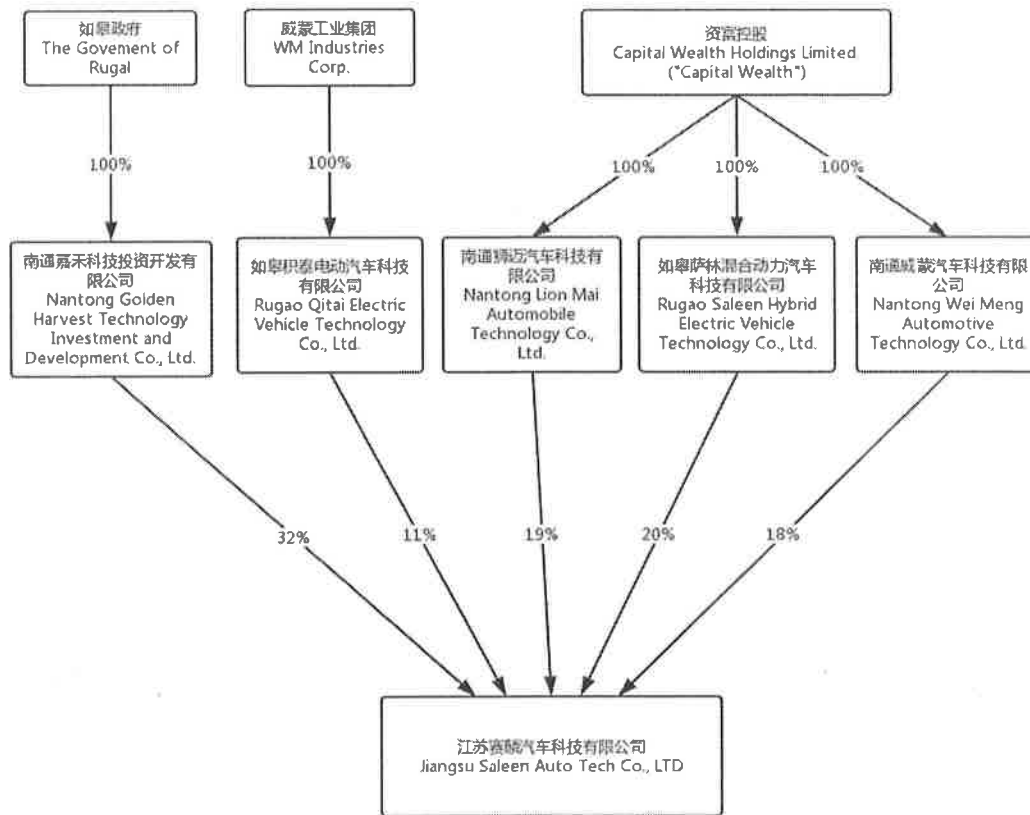 如皋政府
The Govement of
Rugal
威蒙工业集团
WM Industries
Corp.
资富控股
Capital Wealth Holdings Limited
("Capital Wealth")
100%
100%
100%
100%
100%
南通嘉禾科技投资开发有
限公司
Nantong Golden
Harvest Technology
Investment and
Development Co., Ltd.
如皋积泰电动汽车科技
有限公司
Rugao Qitai Electric
Vehicle Technology
Co., Ltd.
南通狮迈汽车科技有
限公司
Nantong Lion Mai
Automobile
Technology Co.,
Ltd.
如皋萨林混合动力汽车
科技有限公司
Rugao Saleen Hybrid
Electric Vehicle
Technology Co., Ltd.
南通威蒙汽车科技有限公
司
Nantong Wei Meng
Automotive
Technology Co., Ltd.
32%
11%
19%
20%
18%
江苏赛麟汽车科技有限公司
Jiangsu Saleen Auto Tech Co., LTD